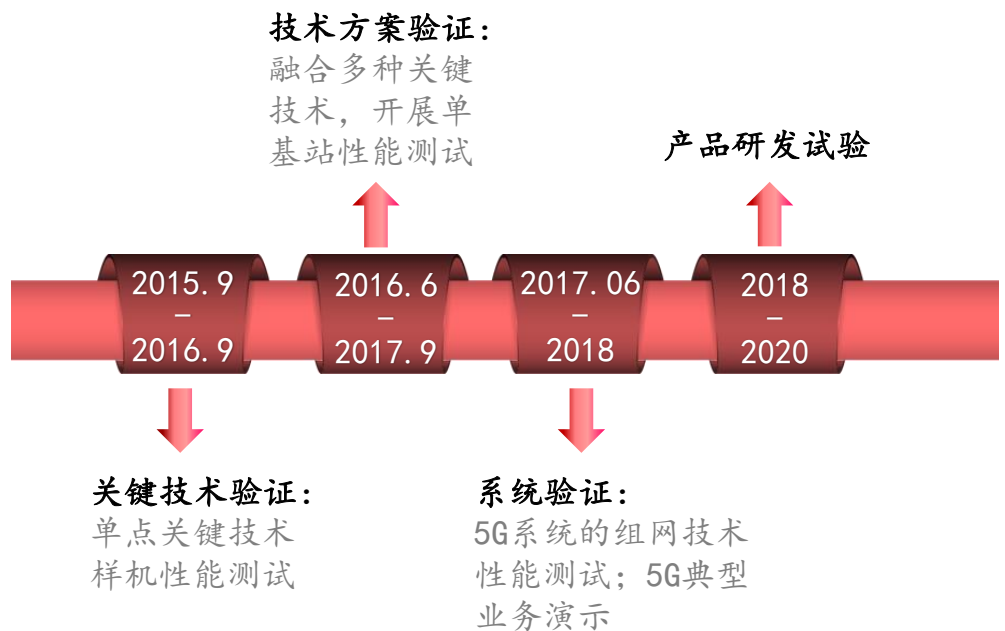 技术方案验证：
融合多种关键
技术，开展单
基站性能测试
产品研发试验
2015.9
—
2016.9
2016.6
—
2017.9
2017.06
—
2018
2018
—
2020
关键技术验证：
单点关键技术
样机性能测试
系统验证：
5G系统的组网技术
性能测试；5G典型
业务演示